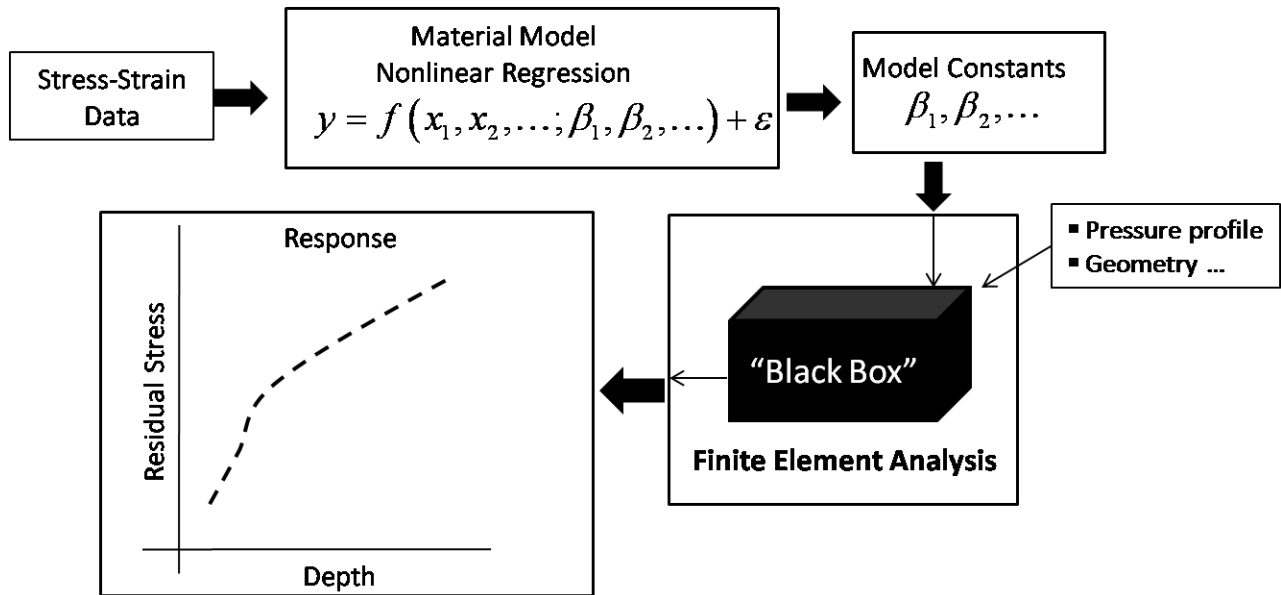 Stress-Strain
Data
Material Model
Nonlinear Regression
y = f(x₁, x₂,…; β₁, β₂,…) + ε
Model Constants
β₁, β₂,…
▪ Pressure profile
▪ Geometry ...
"Black Box"
Finite Element Analysis
Response
Residual Stress
Depth